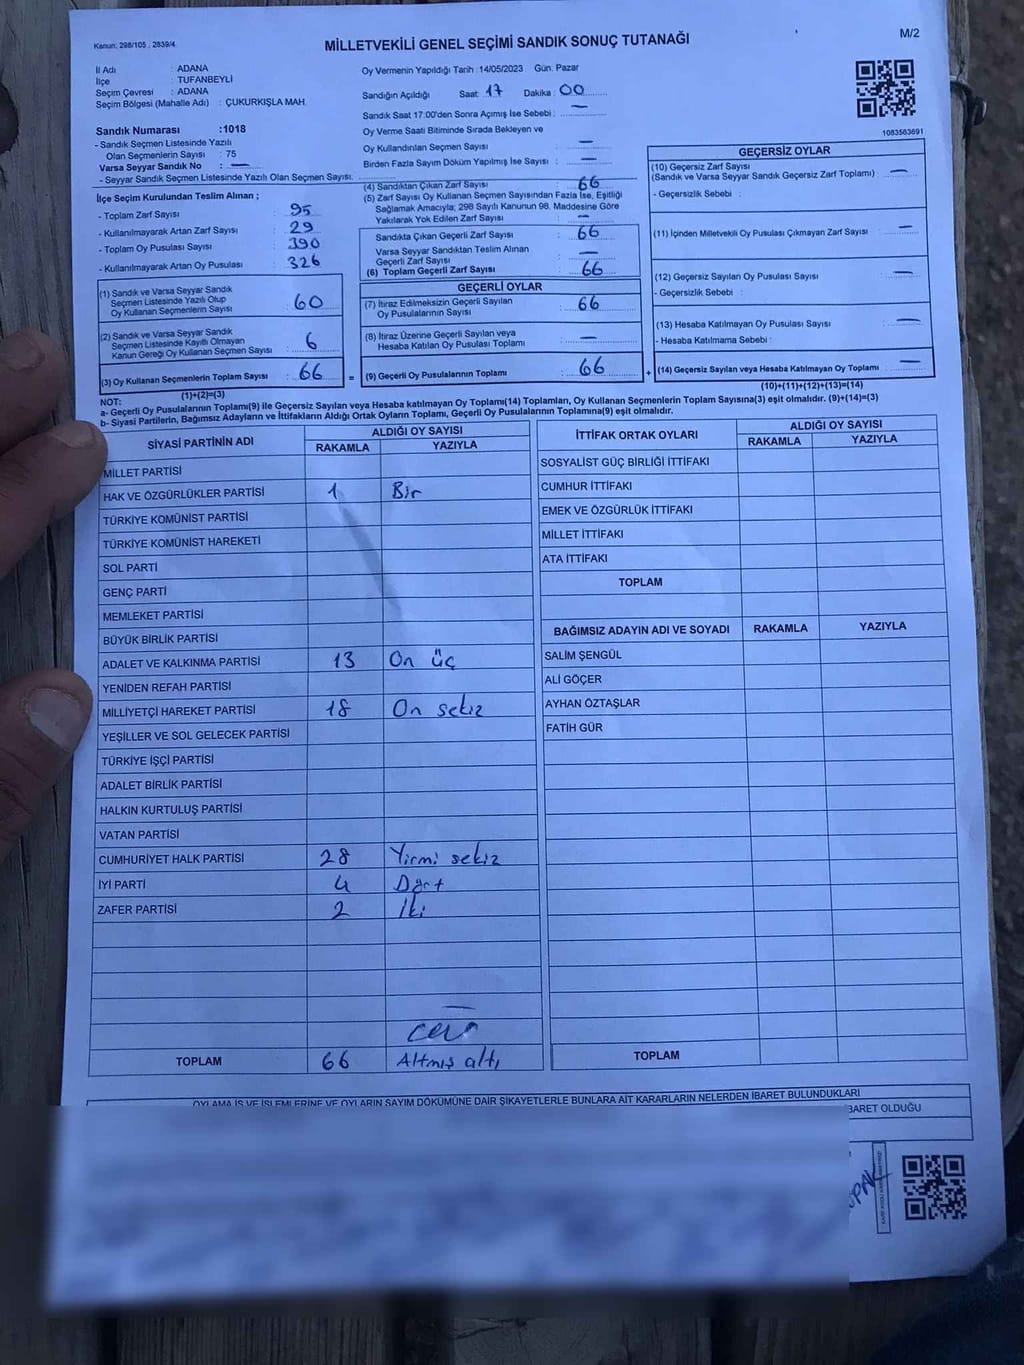 Kanun: 298/105 , 2839/4
MİLLETVEKİLİ GENEL SEÇİMİ SANDIK SONUÇ TUTANAĞI
M/2
İl Adı : ADANA
İlçe : TUFANBEYLİ
Seçim Çevresi : ADANA
Seçim Bölgesi (Mahalle Adı) : ÇUKURKIŞLA MAH.
Sandık Numarası :1018
- Sandık Seçmen Listesinde Yazılı
Olan Seçmenlerin Sayısı : 75
Varsa Seyyar Sandık No : —
- Seyyar Sandık Seçmen Listesinde Yazılı Olan Seçmen Sayısı.
Oy Vermenin Yapıldığı Tarih :14/05/2023 Gün. Pazar
Sandığın Açıldığı Saat: 17 Dakika: 00
Sandık Saat 17:00'den Sonra Açımış İse Sebebi : —
Oy Verme Saati Bitiminde Sırada Bekleyen ve
Oy Kullandırılan Seçmen Sayısı : —
Birden Fazla Sayım Döküm Yapılmış İse Sayısı : —
1083563691
İlçe Seçim Kurulundan Teslim Alınan ;
- Toplam Zarf Sayısı : 95
- Kullanılmayarak Artan Zarf Sayısı : 29
- Toplam Oy Pusulası Sayısı : 390
- Kullanılmayarak Artan Oy Pusulası : 326
(1) Sandık ve Varsa Seyyar Sandık
Seçmen Listesinde Yazılı Olup
Oy Kullanan Seçmenlerin Sayısı : 60
(2) Sandık ve Varsa Seyyar Sandık
Seçmen Listesinde Kayıtlı Olmayan
Kanun Gereği Oy Kullanan Seçmen Sayısı : 6
(3) Oy Kullanan Seçmenlerin Toplam Sayısı : 66
(1)+(2)=(3)
(4) Sandıktan Çıkan Zarf Sayısı : 66
(5) Zarf Sayısı Oy Kullanan Seçmen Sayısından Fazla İse, Eşitliği
Sağlamak Amacıyla; 298 Sayılı Kanunun 98. Maddesine Göre
Yakılarak Yok Edilen Zarf Sayısı : —
Sandıkta Çıkan Geçerli Zarf Sayısı : 66
Varsa Seyyar Sandıktan Teslim Alınan
Geçerli Zarf Sayısı : —
(6) Toplam Geçerli Zarf Sayısı : 66
GEÇERLİ OYLAR
(7) İtiraz Edilmeksizin Geçerli Sayılan
Oy Pusulalarının Sayısı : 66
(8) İtiraz Üzerine Geçerli Sayılan veya
Hesaba Katılan Oy Pusulası Toplamı : —
= (9) Geçerli Oy Pusulalarının Toplamı : 66
GEÇERSİZ OYLAR
(10) Geçersiz Zarf Sayısı
(Sandık ve Varsa Seyyar Sandık Geçersiz Zarf Toplamı) : —
- Geçersizlik Sebebi :
(11) İçinden Milletvekili Oy Pusulası Çıkmayan Zarf Sayısı : —
(12) Geçersiz Sayılan Oy Pusulası Sayısı : —
- Geçersizlik Sebebi :
(13) Hesaba Katılmayan Oy Pusulası Sayısı : —
- Hesaba Katılmama Sebebi :
+ (14) Geçersiz Sayılan veya Hesaba Katılmayan Oy Toplamı : —
(10)+(11)+(12)+(13)=(14)
NOT:
a- Geçerli Oy Pusulalarının Toplamı(9) ile Geçersiz Sayılan veya Hesaba katılmayan Oy Toplamı(14) Toplamları, Oy Kullanan Seçmenlerin Toplam Sayısına(3) eşit olmalıdır. (9)+(14)=(3)
b- Siyasi Partilerin, Bağımsız Adayların ve İttifakların Aldığı Ortak Oyların Toplamı, Geçerli Oy Pusulalarının Toplamına(9) eşit olmalıdır.
SİYASİ PARTİNİN ADI ALDIĞI OY SAYISI
RAKAMLA YAZIYLA
MİLLET PARTİSİ
HAK VE ÖZGÜRLÜKLER PARTİSİ 1 Bir
TÜRKİYE KOMÜNİST PARTİSİ
TÜRKİYE KOMÜNİST HAREKETİ
SOL PARTİ
GENÇ PARTİ
MEMLEKET PARTİSİ
BÜYÜK BİRLİK PARTİSİ
ADALET VE KALKINMA PARTİSİ 13 On üç
YENİDEN REFAH PARTİSİ
MİLLİYETÇİ HAREKET PARTİSİ 18 On sekiz
YEŞİLLER VE SOL GELECEK PARTİSİ
TÜRKİYE İŞÇİ PARTİSİ
ADALET BİRLİK PARTİSİ
HALKIN KURTULUŞ PARTİSİ
VATAN PARTİSİ
CUMHURİYET HALK PARTİSİ 28 Yirmi sekiz
İYİ PARTİ 4 Dört
ZAFER PARTİSİ 2 İki
TOPLAM 66 Altmış altı
İTTİFAK ORTAK OYLARI ALDIĞI OY SAYISI
RAKAMLA YAZIYLA
SOSYALİST GÜÇ BİRLİĞİ İTTİFAKI
CUMHUR İTTİFAKI
EMEK VE ÖZGÜRLÜK İTTİFAKI
MİLLET İTTİFAKI
ATA İTTİFAKI
TOPLAM
BAĞIMSIZ ADAYIN ADI VE SOYADI RAKAMLA YAZIYLA
SALİM ŞENGÜL
ALİ GÖÇER
AYHAN ÖZTAŞLAR
FATİH GÜR
TOPLAM
OYLAMA İŞ VE İŞLEMLERİNE VE OYLARIN SAYIM DÖKÜMÜNE DAİR ŞİKAYETLERLE BUNLARA AİT KARARLARIN NELERDEN İBARET BULUNDUKLARI
BARET OLDUĞU